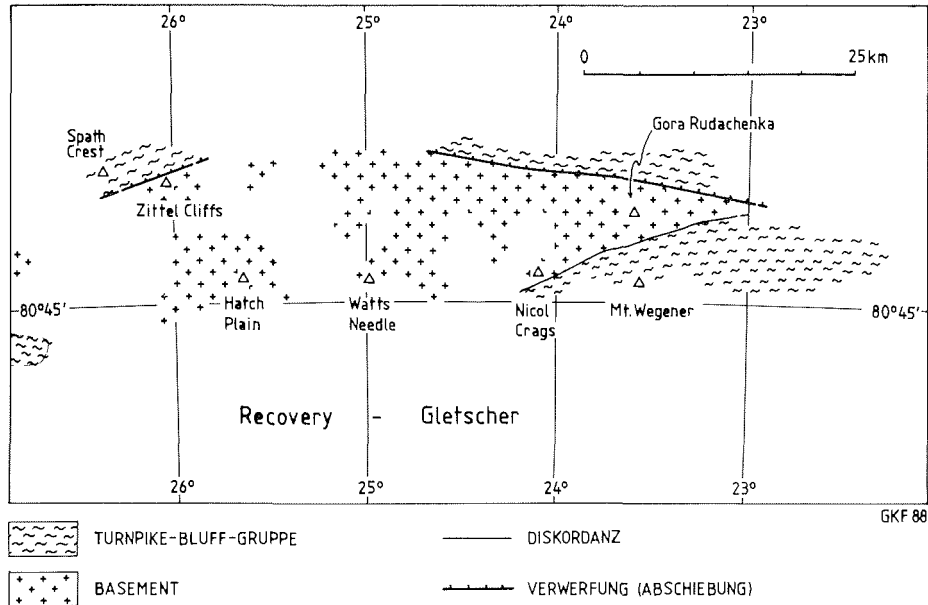 26° 25° 24° 23°
0 25 km
Gora Rudachenka
Spath
Crest
Zittel Cliffs
80°45'
Hatch
Plain
Watts
Needle
Nicol
Crags
Mt. Wegener
80°45'
Recovery - Gletscher
26° 25° 24° 23°
GKF 88
TURNPIKE-BLUFF-GRUPPE
DISKORDANZ
BASEMENT
VERWERFUNG (ABSCHIEBUNG)